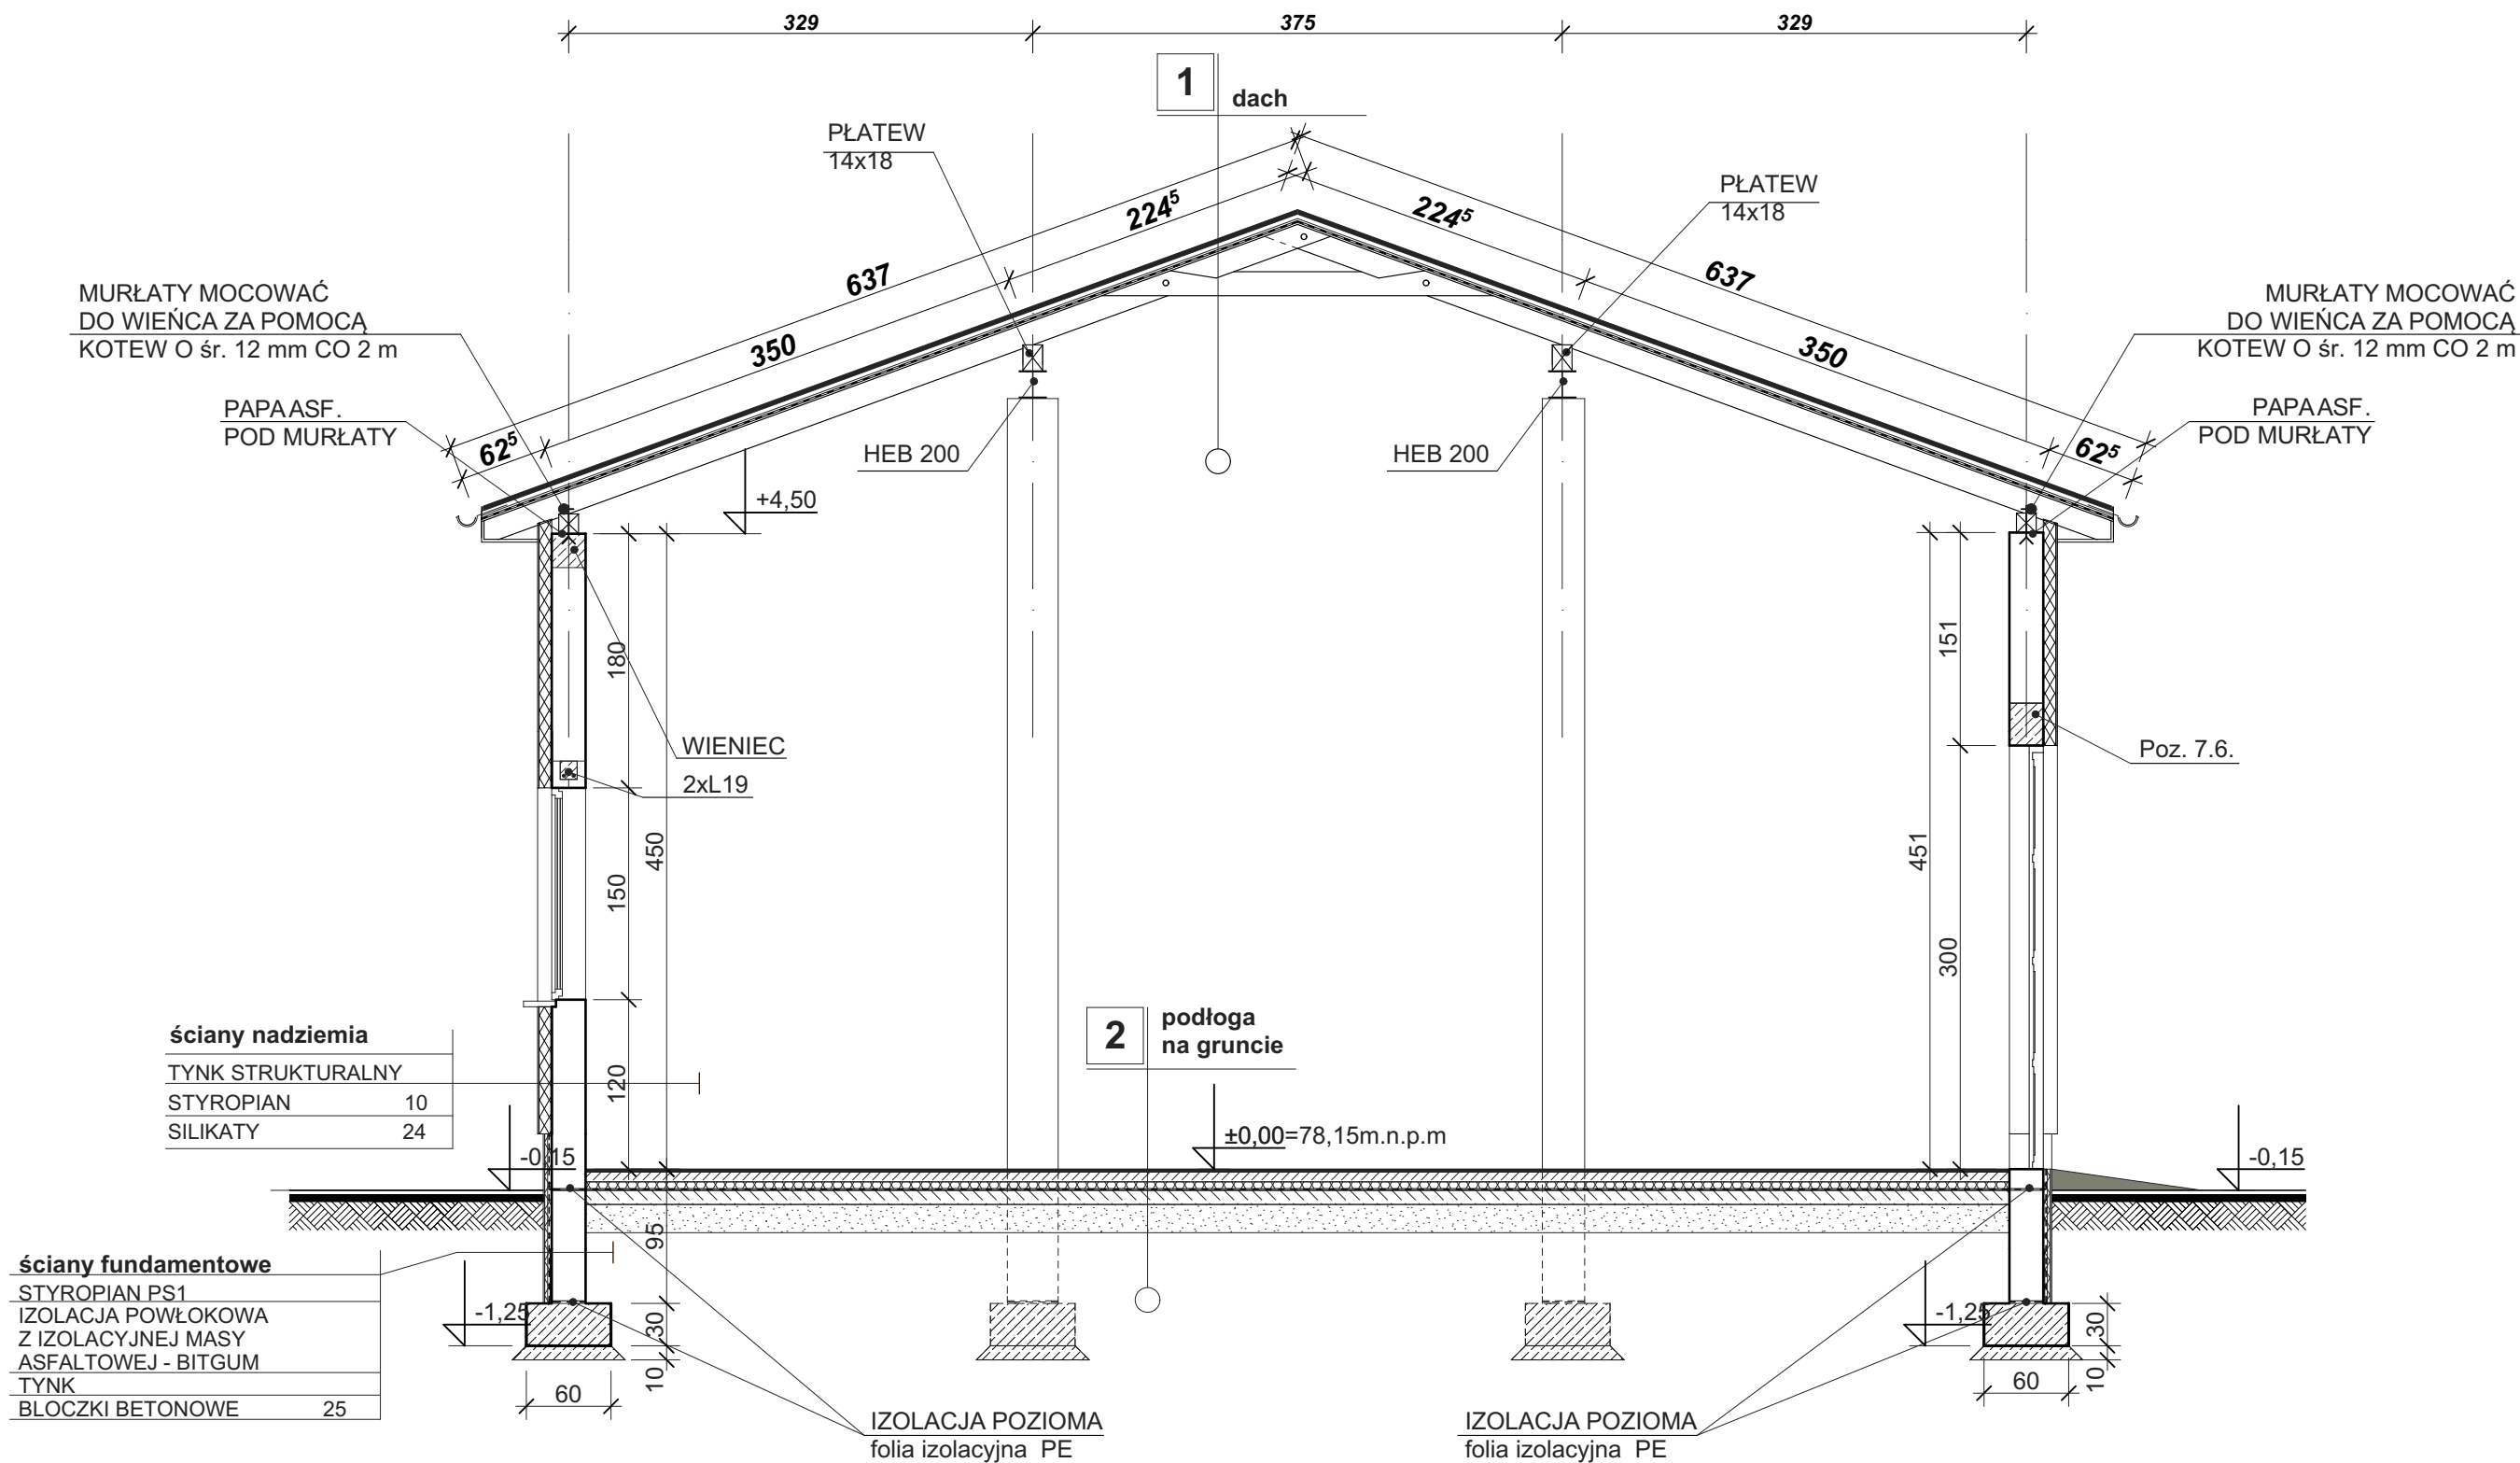 329
375
329
1
dach
PŁATEW
14x18
PŁATEW
14x18
637
224⁵
224⁵
637
350
350
62⁵
62⁵
MURŁATY MOCOWAĆ
DO WIEŃCA ZA POMOCĄ
KOTEW O śr. 12 mm CO 2 m
MURŁATY MOCOWAĆ
DO WIEŃCA ZA POMOCĄ
KOTEW O śr. 12 mm CO 2 m
PAPA ASF.
POD MURŁATY
PAPA ASF.
POD MURŁATY
HEB 200
HEB 200
+4,50
180
450
150
120
WIENIEC
2xL19
151
451
300
Poz. 7.6.
ściany nadziemia
TYNK STRUKTURALNY
STYROPIAN 10
SILIKATY 24
2
podłoga
na gruncie
±0,00=78,15m.n.p.m
-0,15
-0,15
95
30
10
60
-1,25
-1,25
30
10
60
ściany fundamentowe
STYROPIAN PS1
IZOLACJA POWŁOKOWA
Z IZOLACYJNEJ MASY
ASFALTOWEJ - BITGUM
TYNK
BLOCZKI BETONOWE 25
IZOLACJA POZIOMA
folia izolacyjna PE
IZOLACJA POZIOMA
folia izolacyjna PE